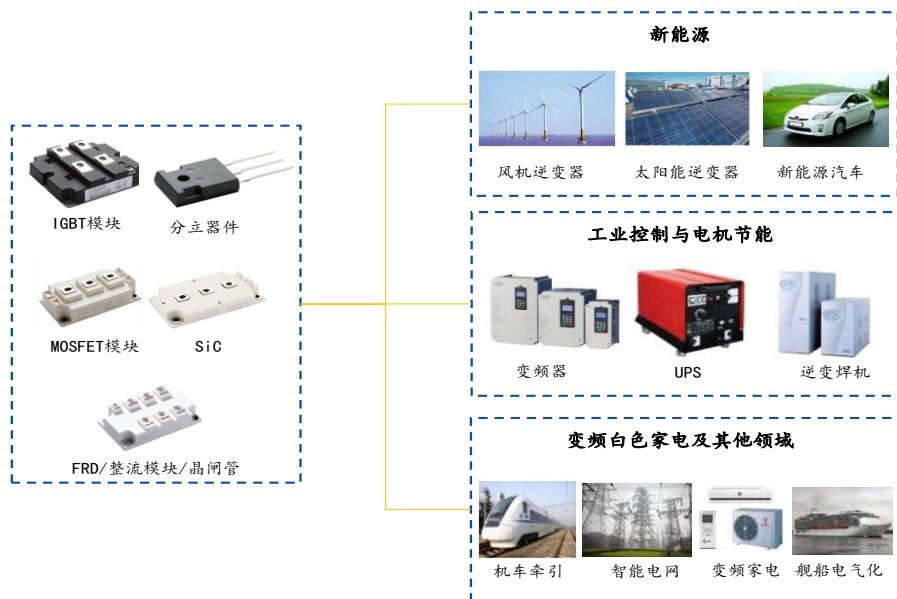 IGBT模块
分立器件
MOSFET模块
SiC
FRD/整流模块/晶闸管
新能源
风机逆变器
太阳能逆变器
新能源汽车
工业控制与电机节能
变频器
UPS
逆变焊机
变频白色家电及其他领域
机车牵引
智能电网
变频家电
舰船电气化